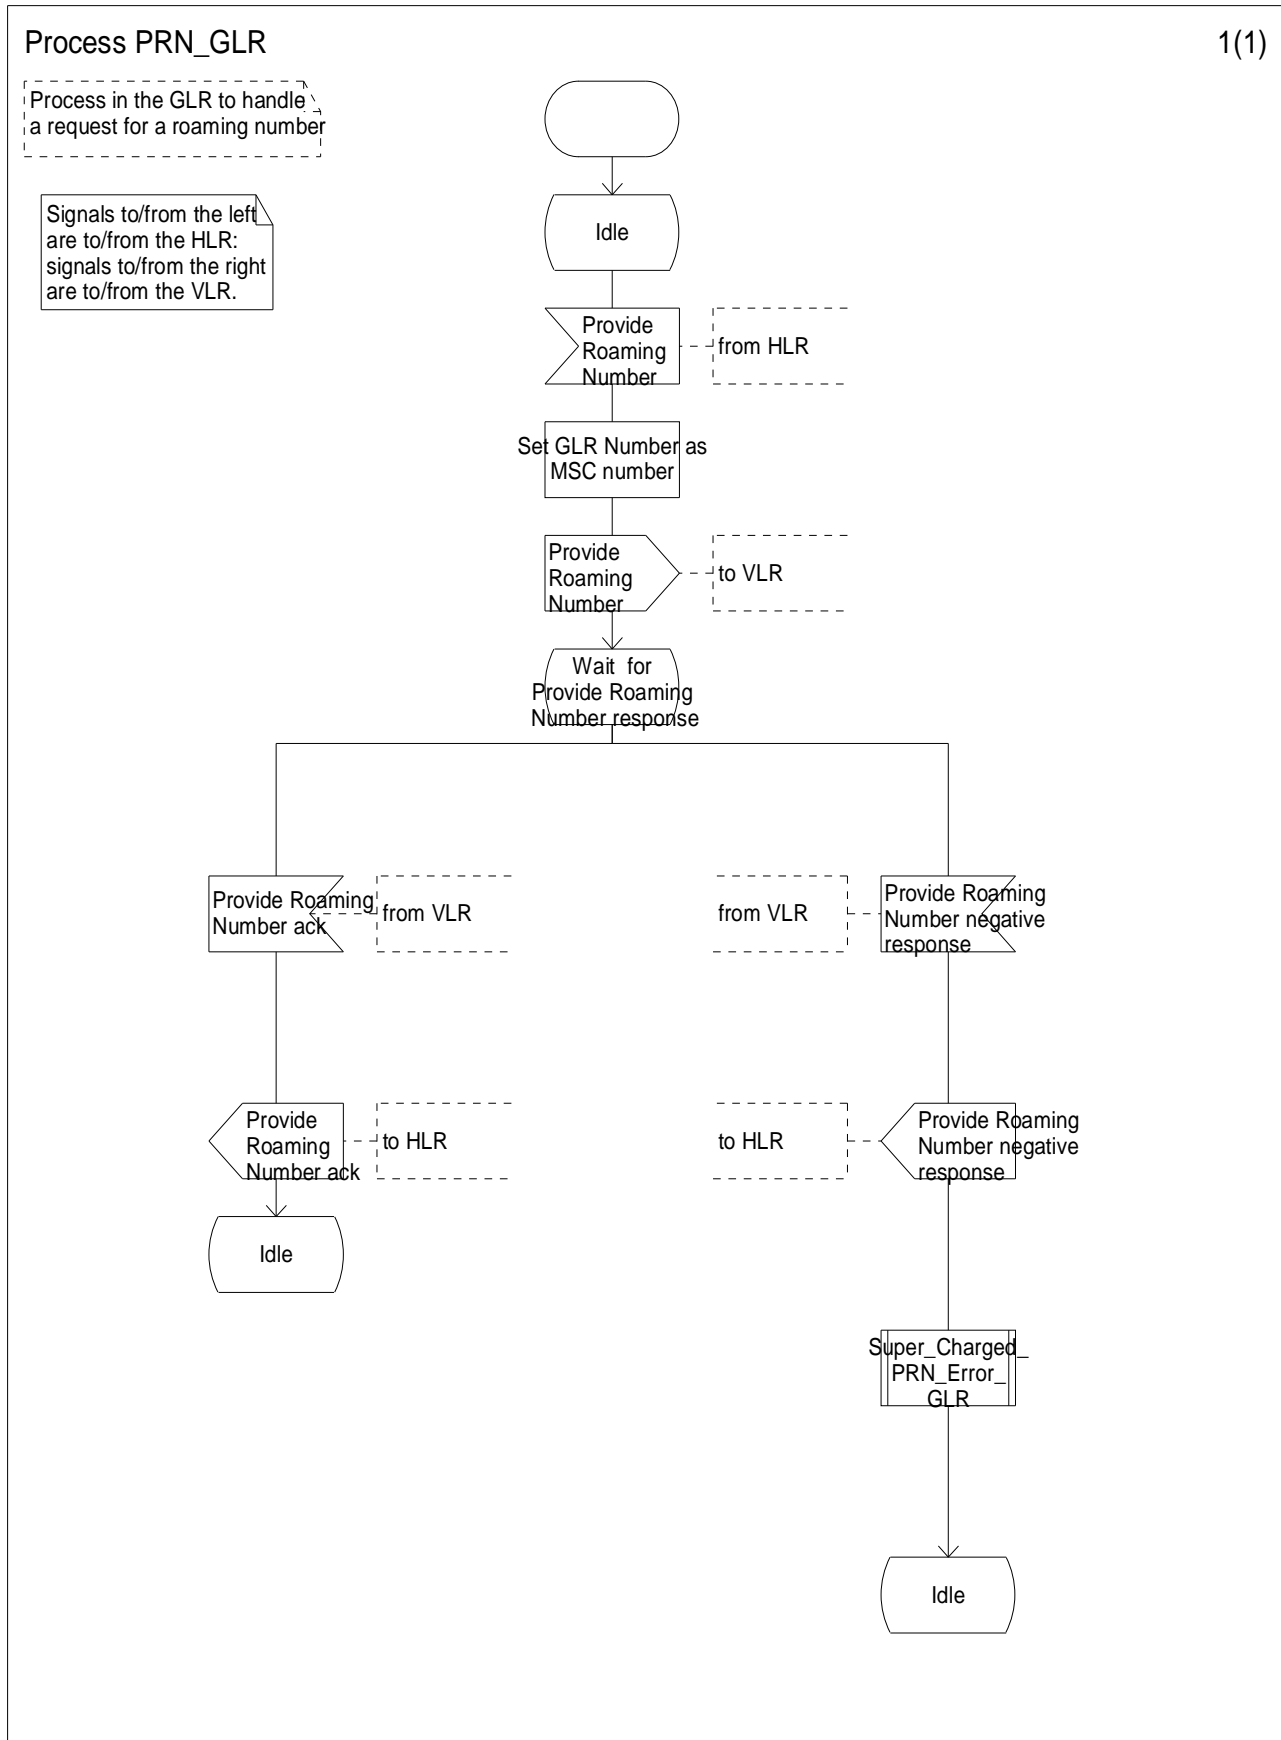 Process PRN_GLR
1(1)
Process in the GLR to handle
a request for a roaming number
Signals to/from the left
are to/from the HLR:
signals to/from the right
are to/from the VLR.
Idle
Provide
Roaming
Number
from HLR
Set GLR Number as
MSC number
Provide
Roaming
Number
to VLR
Wait for
Provide Roaming
Number response
Provide Roaming
Number ack
from VLR
from VLR
Provide Roaming
Number negative
response
Provide
Roaming
Number ack
to HLR
to HLR
Provide Roaming
Number negative
response
Idle
Super_Charged_
PRN_Error_
GLR
Idle